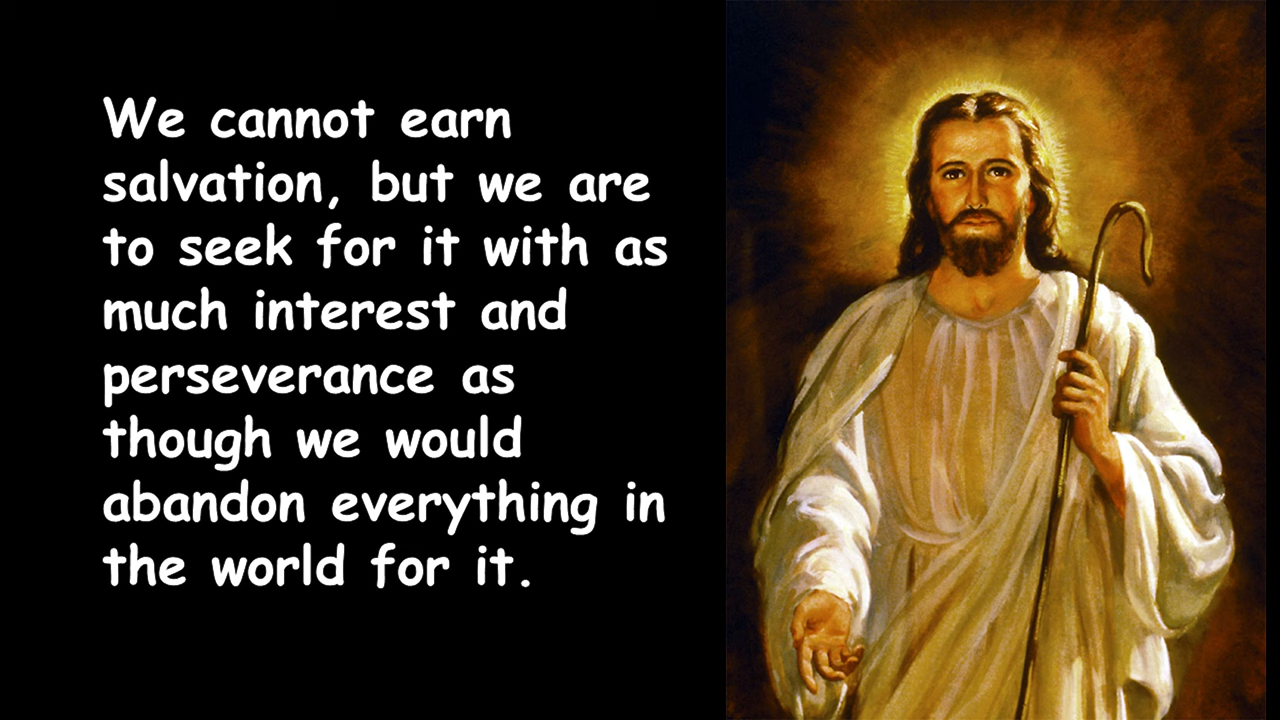 We cannot earn
salvation, but we are
to seek for it with as
much interest and
perseverance as
though we would
abandon everything in
the world for it.